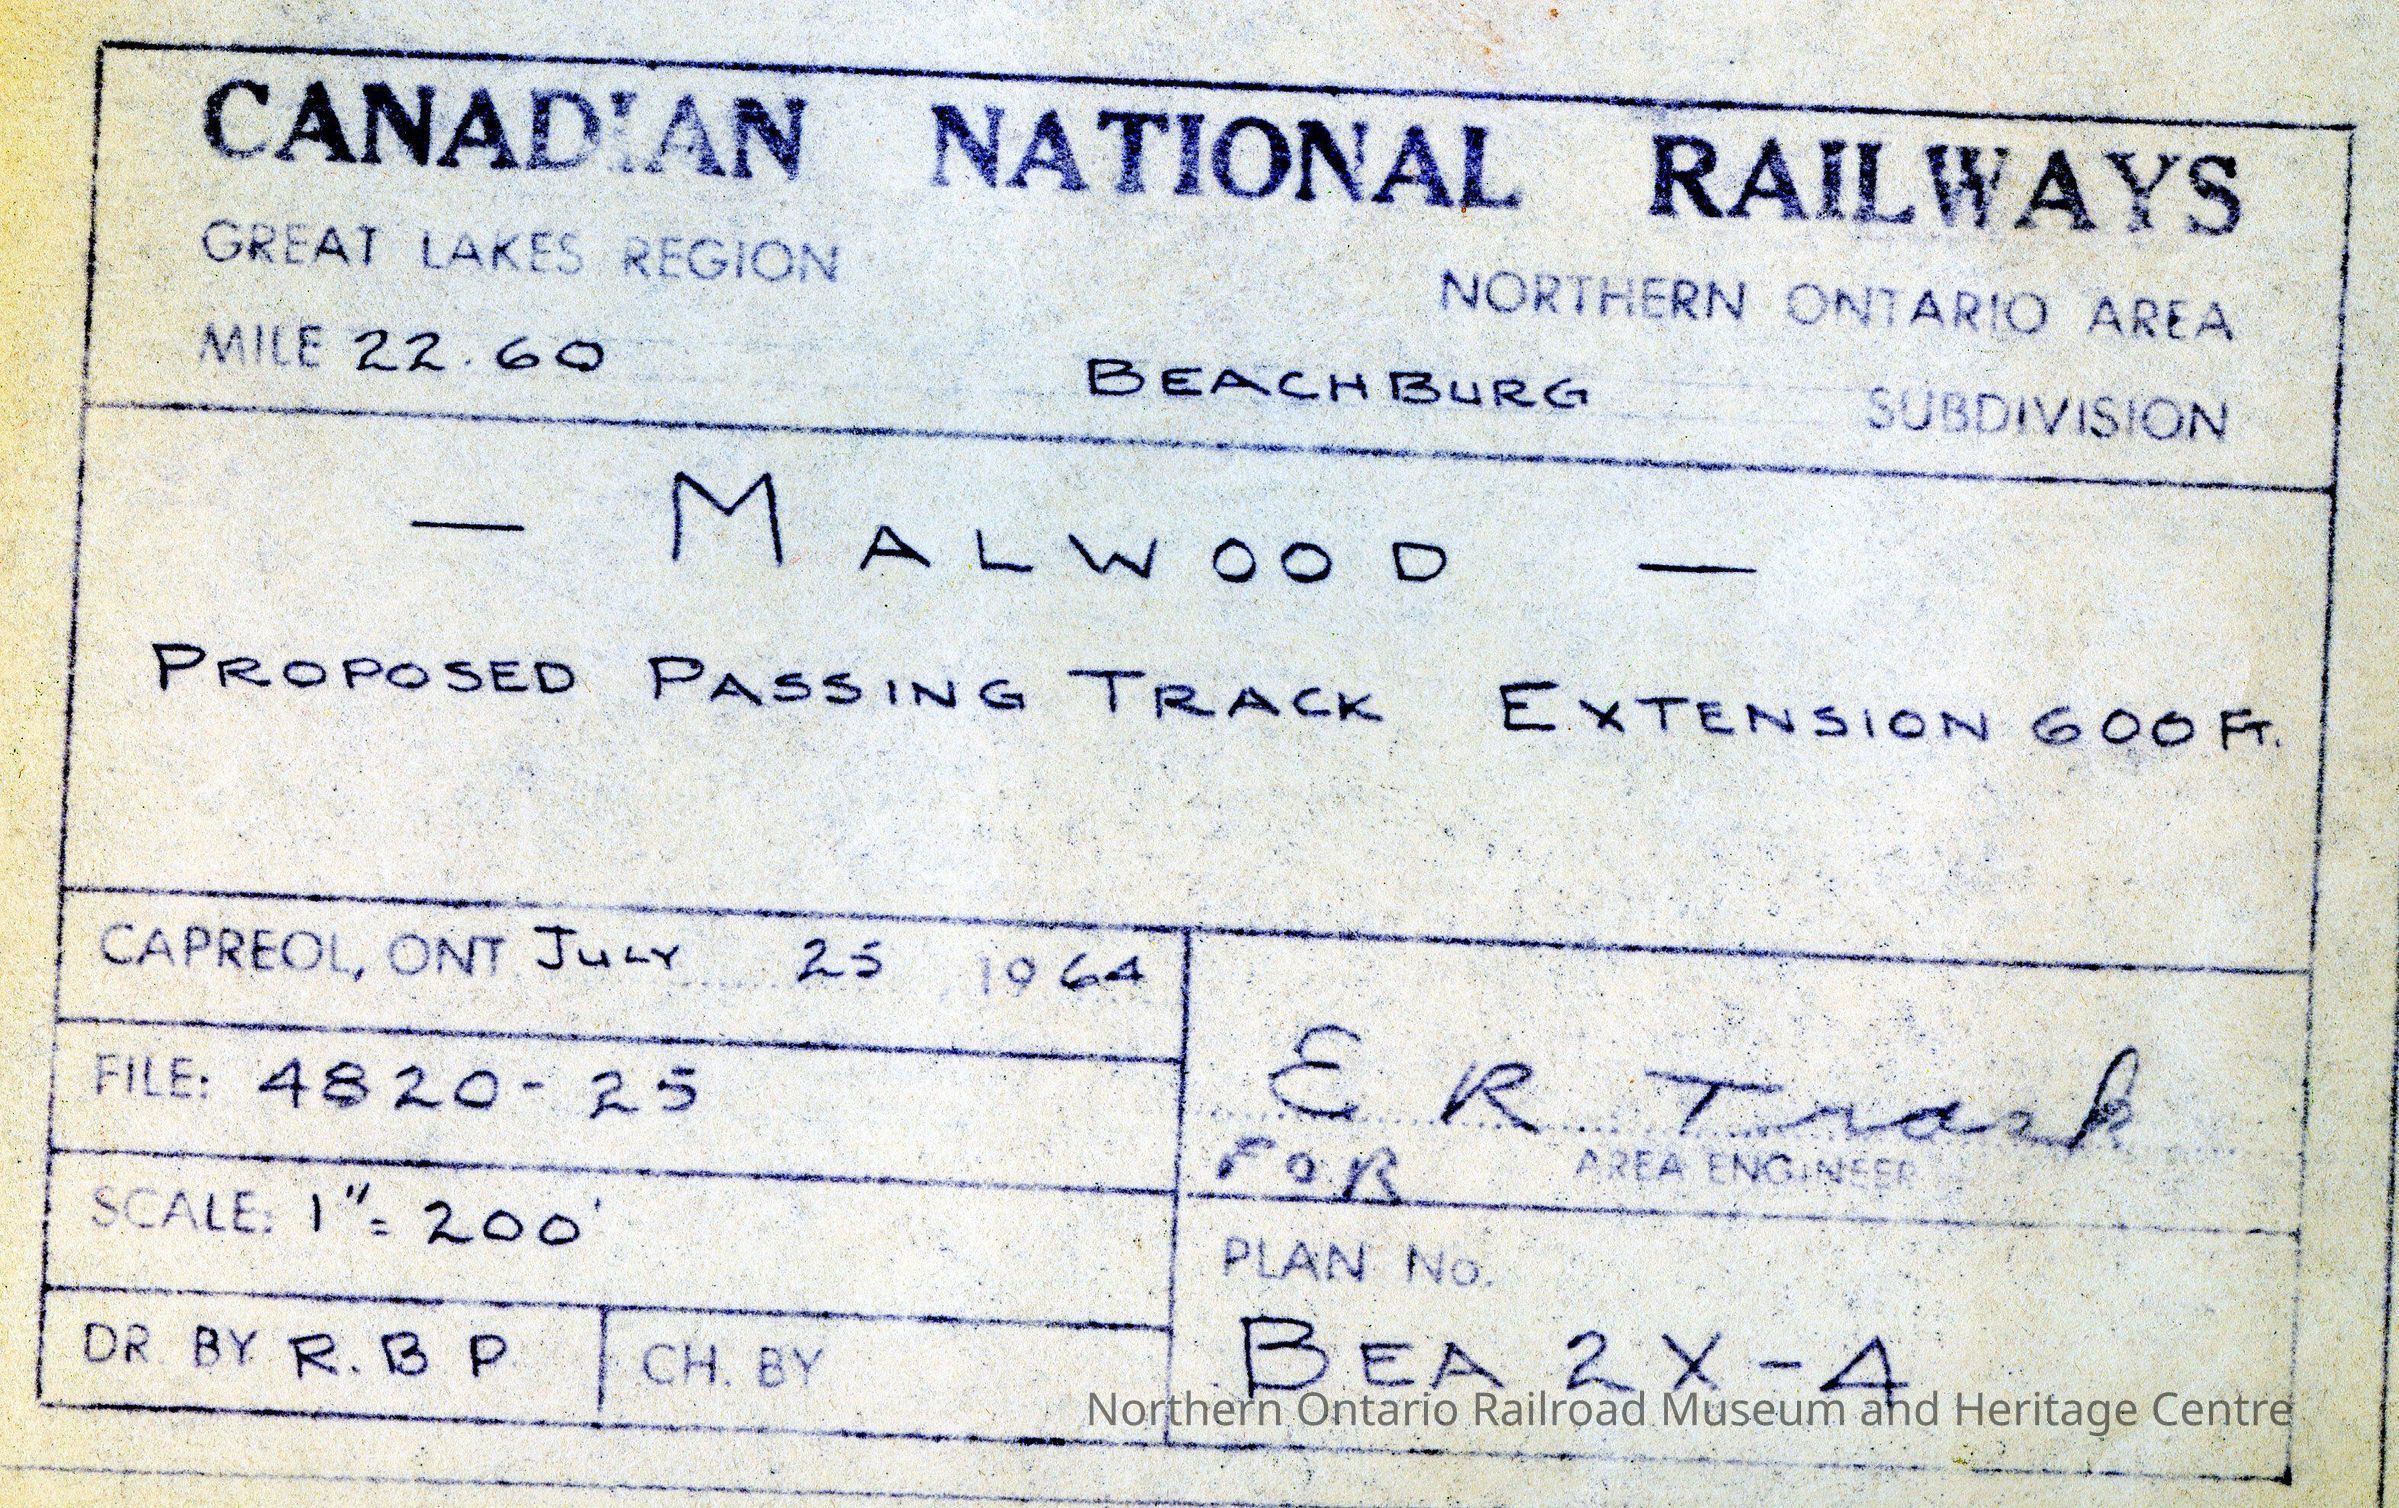 CANADIAN NATIONAL RAILWAYS
GREAT LAKES REGION
NORTHERN ONTARIO AREA
MILE 22.60 BEACHBURG SUBDIVISION
— MALWOOD —
PROPOSED PASSING TRACK EXTENSION 600 FT.
CAPREOL, ONT. JULY 25, 1964
FILE: 4820-25
SCALE: 1" = 200'
DR. BY R.B P.
CH. BY
E R Trask
FOR AREA ENGINEER
PLAN No.
BEA 2X-4
Northern Ontario Railroad Museum and Heritage Centre